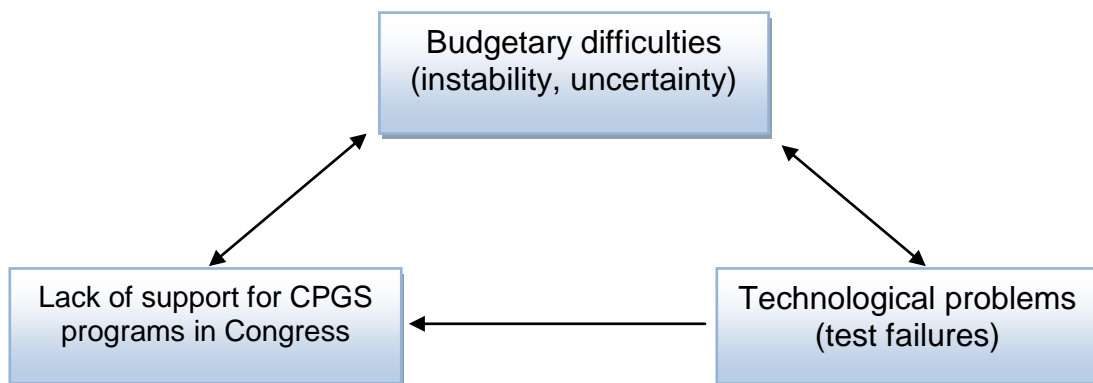 Budgetary difficulties
(instability, uncertainty)
Lack of support for CPGS
programs in Congress
Technological problems
(test failures)